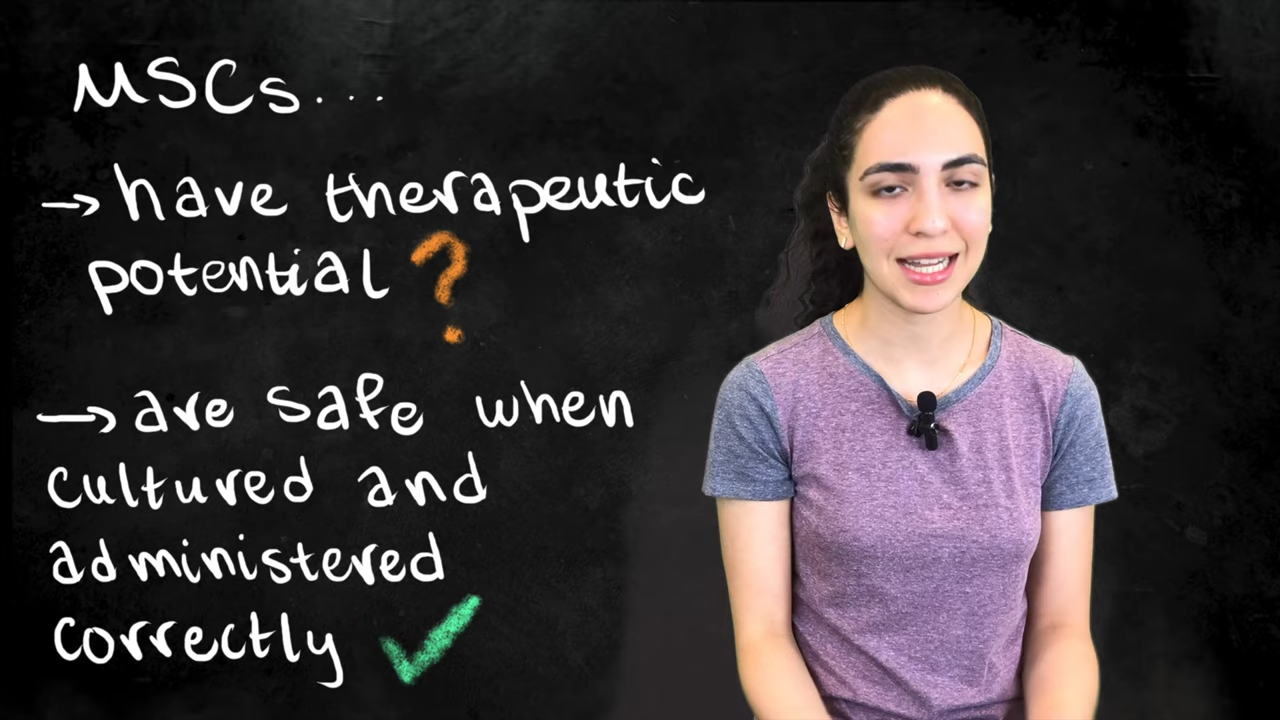 MSCs...
→ have therapeutic
potential ?
→ are safe when
cultured and
administered
correctly ✓